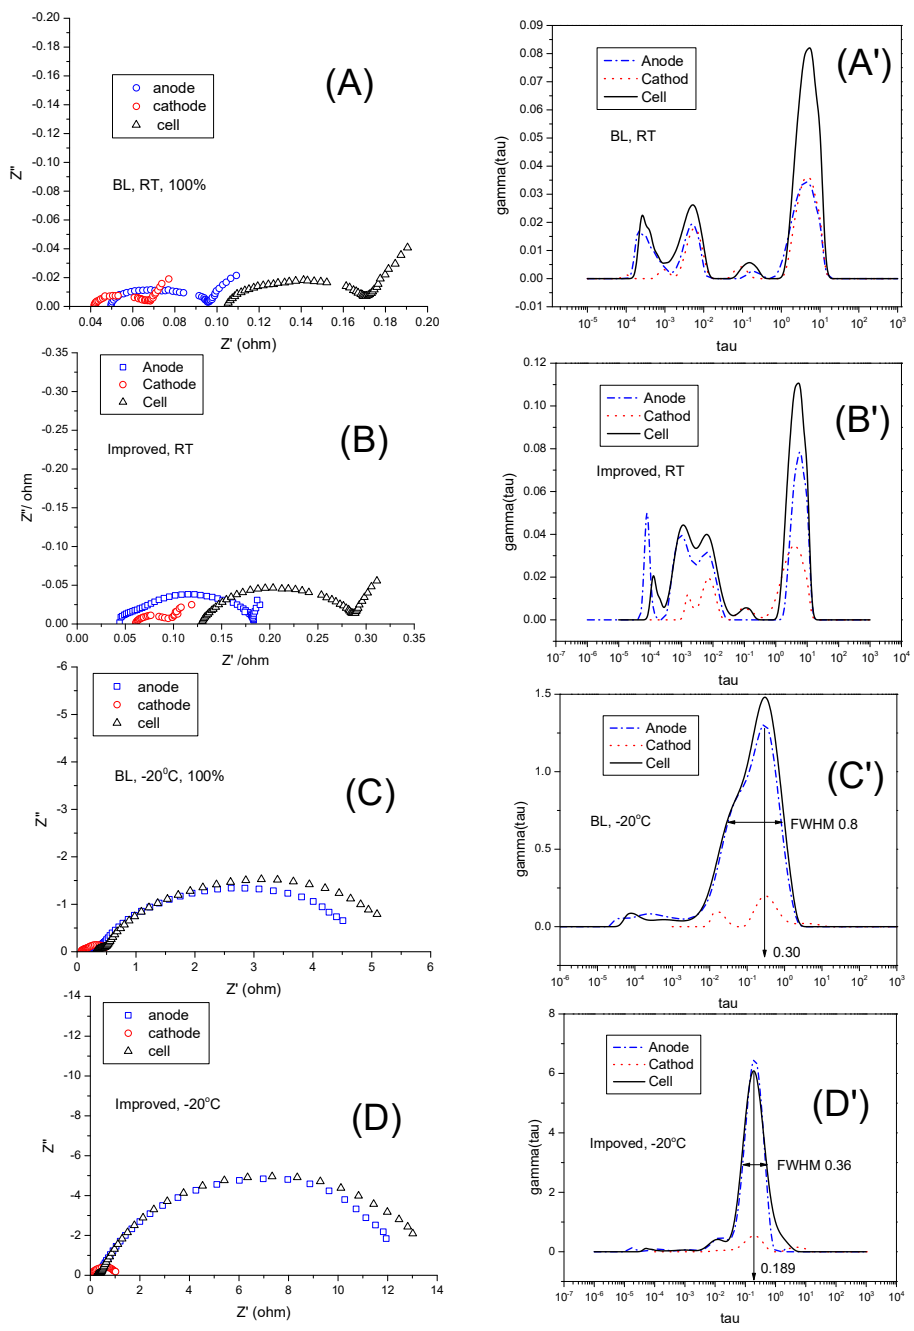 -0.20
-0.18
-0.16
-0.14
-0.12
-0.10
-0.08
-0.06
-0.04
-0.02
0.00
Z"
anode
cathode
cell
(A)
BL, RT, 100%
0.04 0.06 0.08 0.10 0.12 0.14 0.16 0.18 0.20
Z' (ohm)
0.09
0.08
0.07
0.06
0.05
0.04
0.03
0.02
0.01
0.00
-0.01
gamma(tau)
Anode
Cathod
Cell
(A')
BL, RT
10-5 10-4 10-3 10-2 10-1 100 101 102 103
tau
-0.35
-0.30
-0.25
-0.20
-0.15
-0.10
-0.05
0.00
Z"/ ohm
Anode
Cathode
Cell
(B)
Improved, RT
0.00 0.05 0.10 0.15 0.20 0.25 0.30 0.35
Z' /ohm
0.12
0.10
0.08
0.06
0.04
0.02
0.00
gamma(tau)
Anode
Cathod
Cell
(B')
Improved, RT
10-7 10-6 10-5 10-4 10-3 10-2 10-1 100 101 102 103 104
tau
-6
-5
-4
-3
-2
-1
0
Z"
anode
cathode
cell
BL, -20oC, 100%
(C)
0 1 2 3 4 5 6
Z' (ohm)
1.5
1.0
0.5
0.0
gamma(tau)
Anode
Cathod
Cell
(C')
BL, -20oC
FWHM 0.8
0.30
10-6 10-5 10-4 10-3 10-2 10-1 100 101 102 103 104
tau
-14
-12
-10
-8
-6
-4
-2
0
Z"
anode
cathode
cell
Improved, -20oC
(D)
0 2 4 6 8 10 12 14
Z' (ohm)
8
6
4
2
0
gamma(tau)
Anode
Cathod
Cell
(D')
Impoved, -20oC
FWHM 0.36
0.189
10-7 10-6 10-5 10-4 10-3 10-2 10-1 100 101 102 103 104
tau